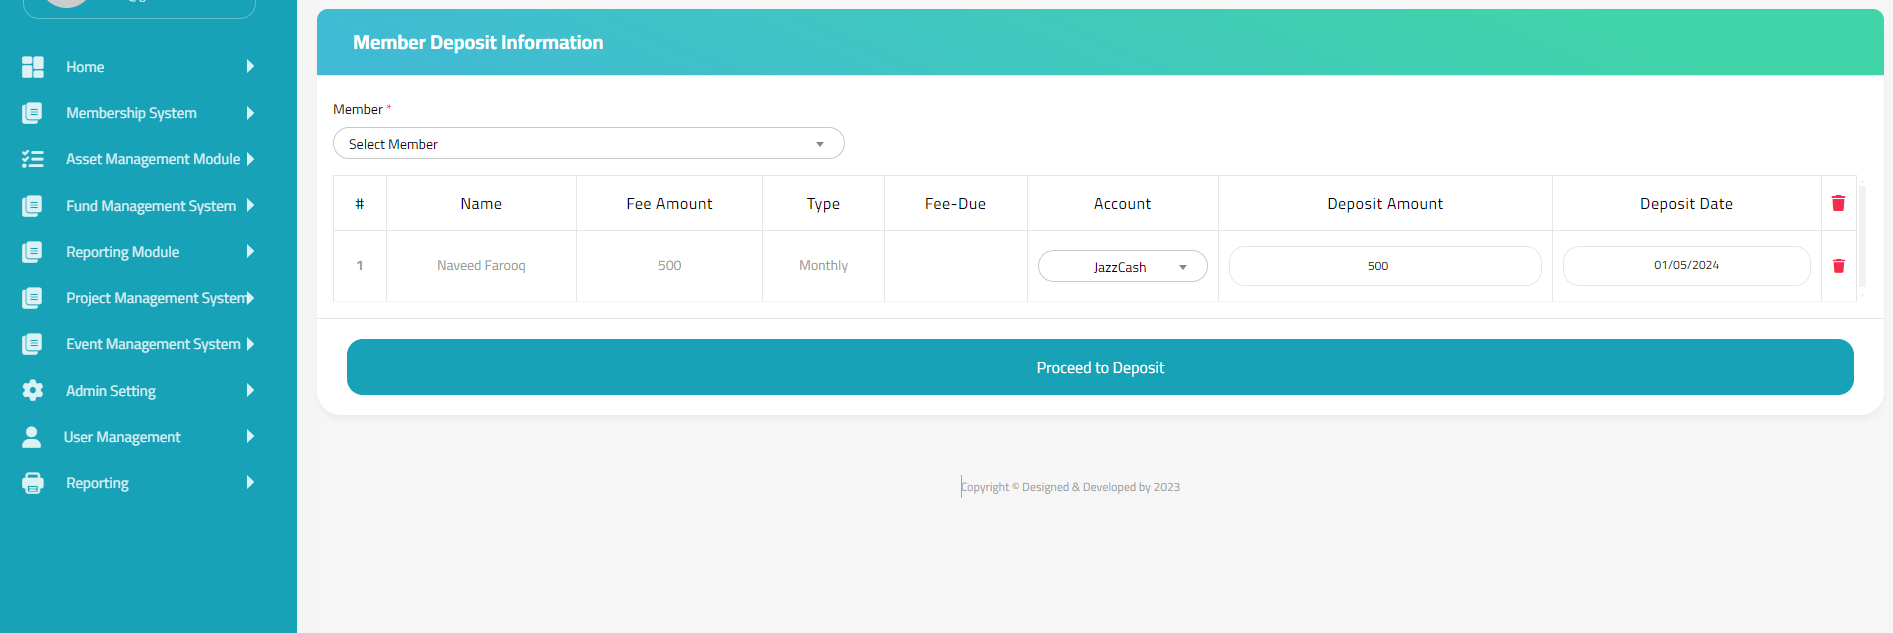 Home
Membership System
Asset Management Module
Fund Management System
Reporting Module
Project Management System
Event Management System
Admin Setting
User Management
Reporting
Member Deposit Information
Member *
Select Member
# Name Fee Amount Type Fee-Due Account Deposit Amount Deposit Date
1 Naveed Farooq 500 Monthly JazzCash 500 01/05/2024
Proceed to Deposit
Copyright © Designed & Developed by 2023